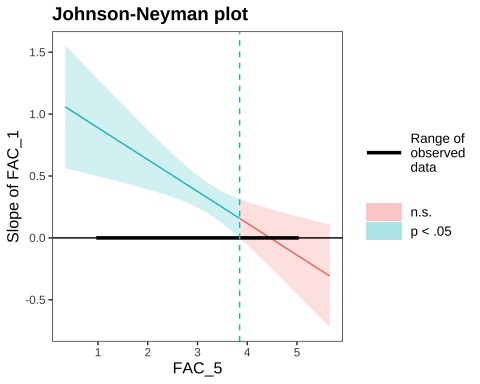 Johnson-Neyman plot
1.5
1.0
0.5
0.0
-0.5
Slope of FAC_1
1 2 3 4 5
FAC_5
Range of
observed
data
n.s.
p < .05